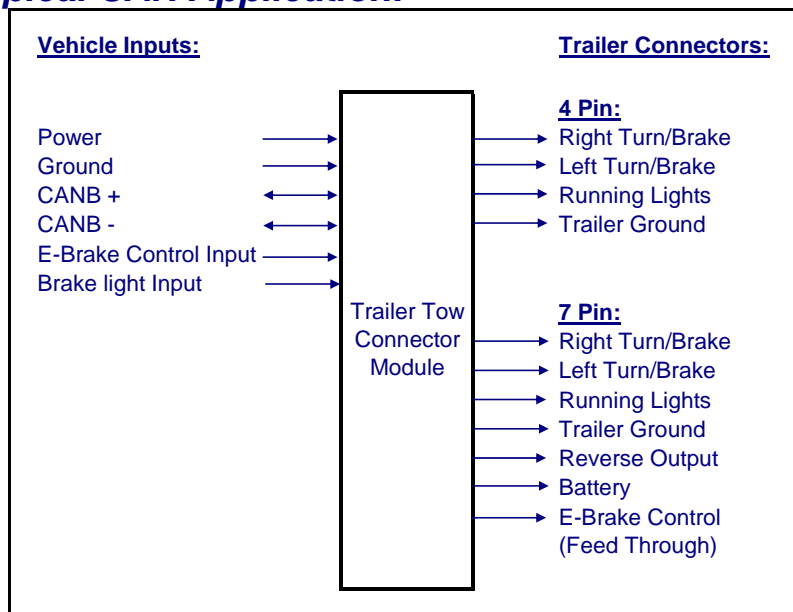 Vehicle Inputs:
Power
Ground
CANB +
CANB -
E-Brake Control Input
Brake light Input
Trailer Tow
Connector
Module
Trailer Connectors:
4 Pin:
Right Turn/Brake
Left Turn/Brake
Running Lights
Trailer Ground
7 Pin:
Right Turn/Brake
Left Turn/Brake
Running Lights
Trailer Ground
Reverse Output
Battery
E-Brake Control
(Feed Through)